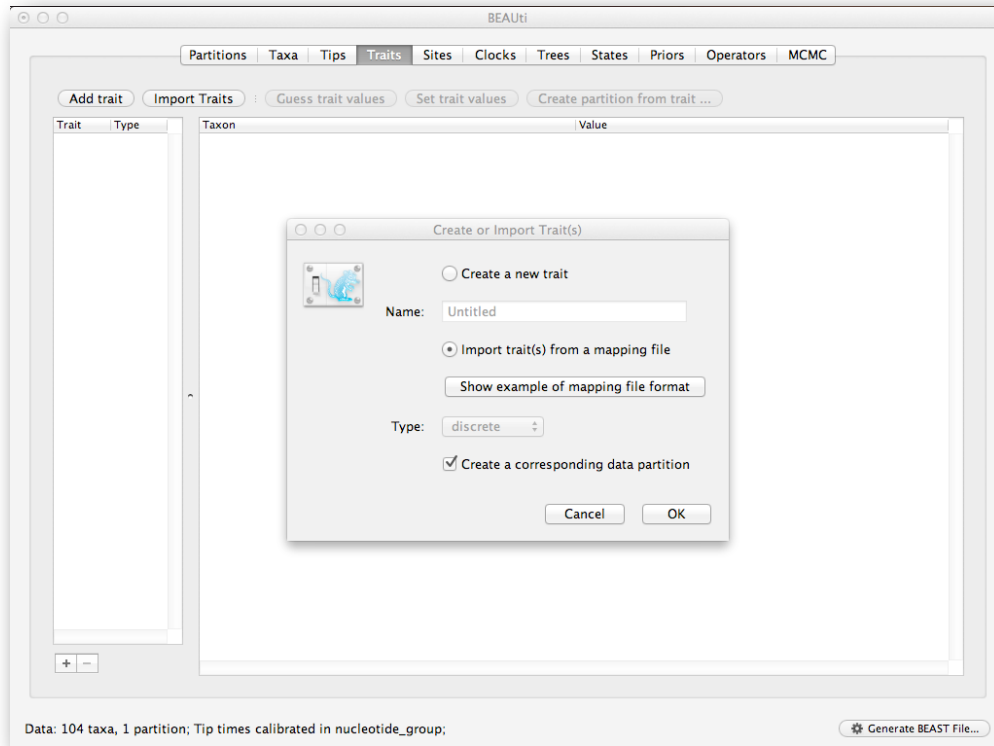 BEAUti
Partitions Taxa Tips Traits Sites Clocks Trees States Priors Operators MCMC
Add trait Import Traits Guess trait values Set trait values Create partition from trait ...
Trait Type Taxon Value
Create or Import Trait(s)
Create a new trait
Name: Untitled
Import trait(s) from a mapping file
Show example of mapping file format
Type: discrete
Create a corresponding data partition
Cancel OK
+ −
Data: 104 taxa, 1 partition; Tip times calibrated in nucleotide_group;
Generate BEAST File...